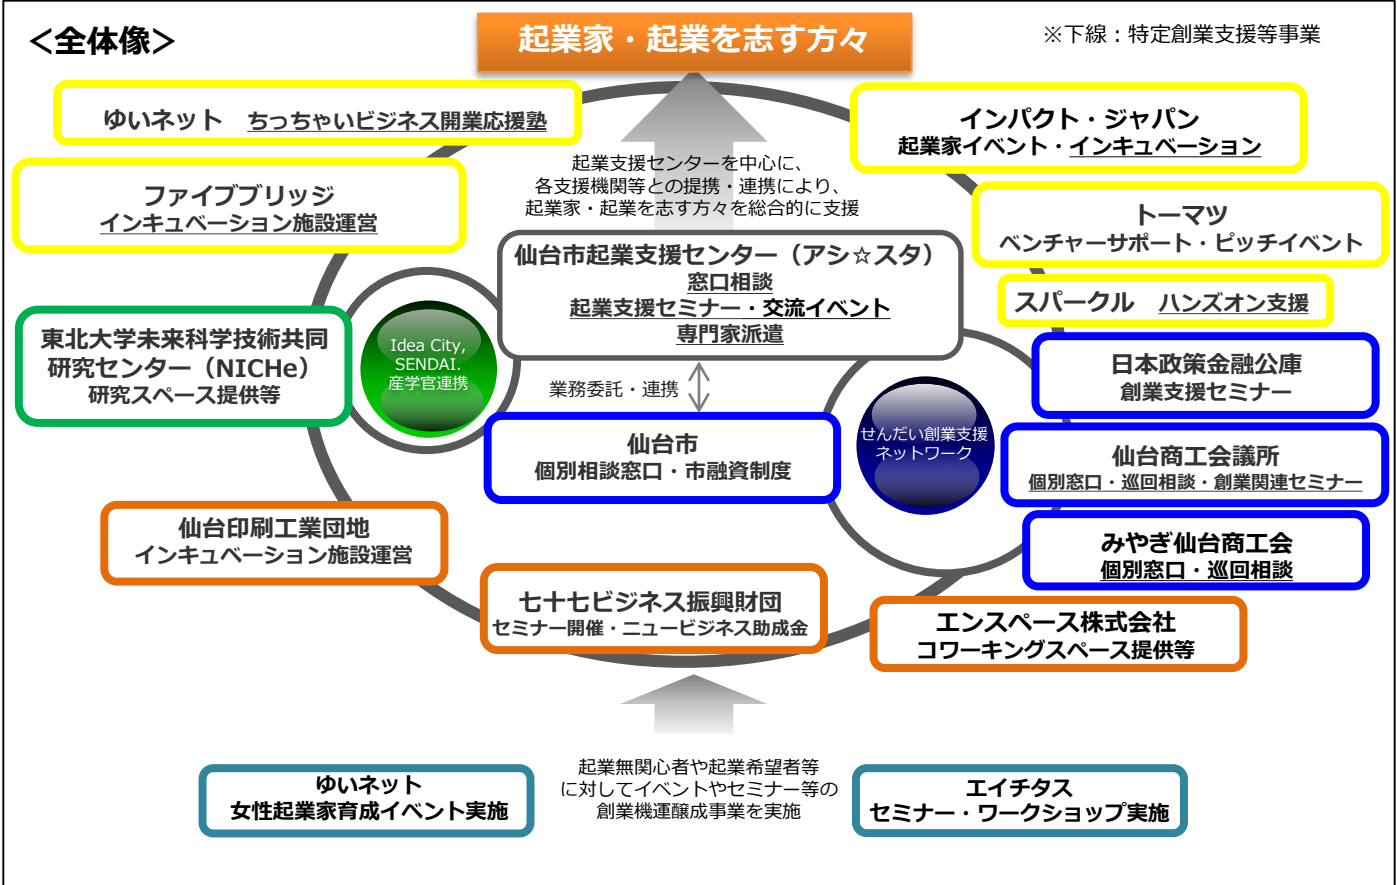 ＜全体像＞
起業家・起業を志す方々
※下線：特定創業支援等事業
ゆいネット　ちっちゃいビジネス開業応援塾
インパクト・ジャパン
起業家イベント・インキュベーション
起業支援センターを中心に、
各支援機関等との提携・連携により、
起業家・起業を志す方々を総合的に支援
ファイブブリッジ
インキュベーション施設運営
トーマツ
ベンチャーサポート・ピッチイベント
仙台市起業支援センター（アシ☆スタ）
窓口相談
起業支援セミナー・交流イベント
専門家派遣
スパークル　ハンズオン支援
東北大学未来科学技術共同
研究センター（NICHe）
研究スペース提供等
Idea City,
SENDAI.
産学官連携
業務委託・連携
日本政策金融公庫
創業支援セミナー
仙台市
個別相談窓口・市融資制度
せんだい創業支援
ネットワーク
仙台商工会議所
個別窓口・巡回相談・創業関連セミナー
仙台印刷工業団地
インキュベーション施設運営
みやぎ仙台商工会
個別窓口・巡回相談
七十七ビジネス振興財団
セミナー開催・ニュービジネス助成金
エンスペース株式会社
コワーキングスペース提供等
ゆいネット
女性起業家育成イベント実施
起業無関心者や起業希望者等
に対してイベントやセミナー等の
創業機運醸成事業を実施
エイチタス
セミナー・ワークショップ実施